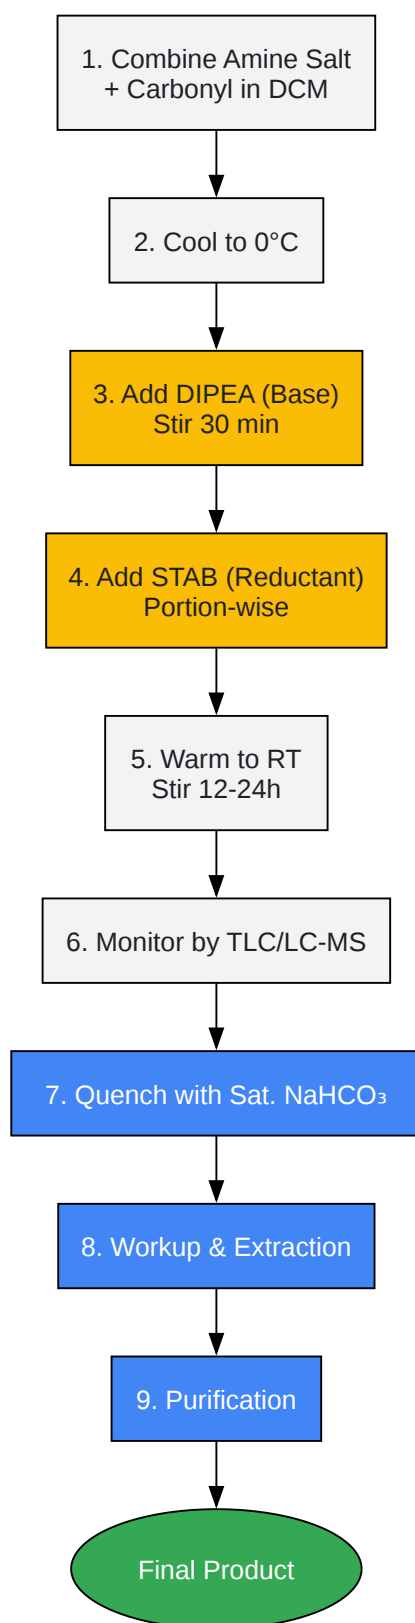 1. Combine Amine Salt
+ Carbonyl in DCM
2. Cool to 0°C
3. Add DIPEA (Base)
Stir 30 min
4. Add STAB (Reductant)
Portion-wise
5. Warm to RT
Stir 12-24h
6. Monitor by TLC/LC-MS
7. Quench with Sat. NaHCO₃
8. Workup & Extraction
9. Purification
Final Product